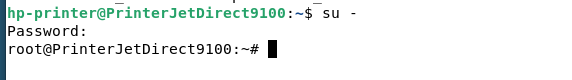 hp-printer@PrinterJetDirect9100:~$ su -
Password:
root@PrinterJetDirect9100:~#